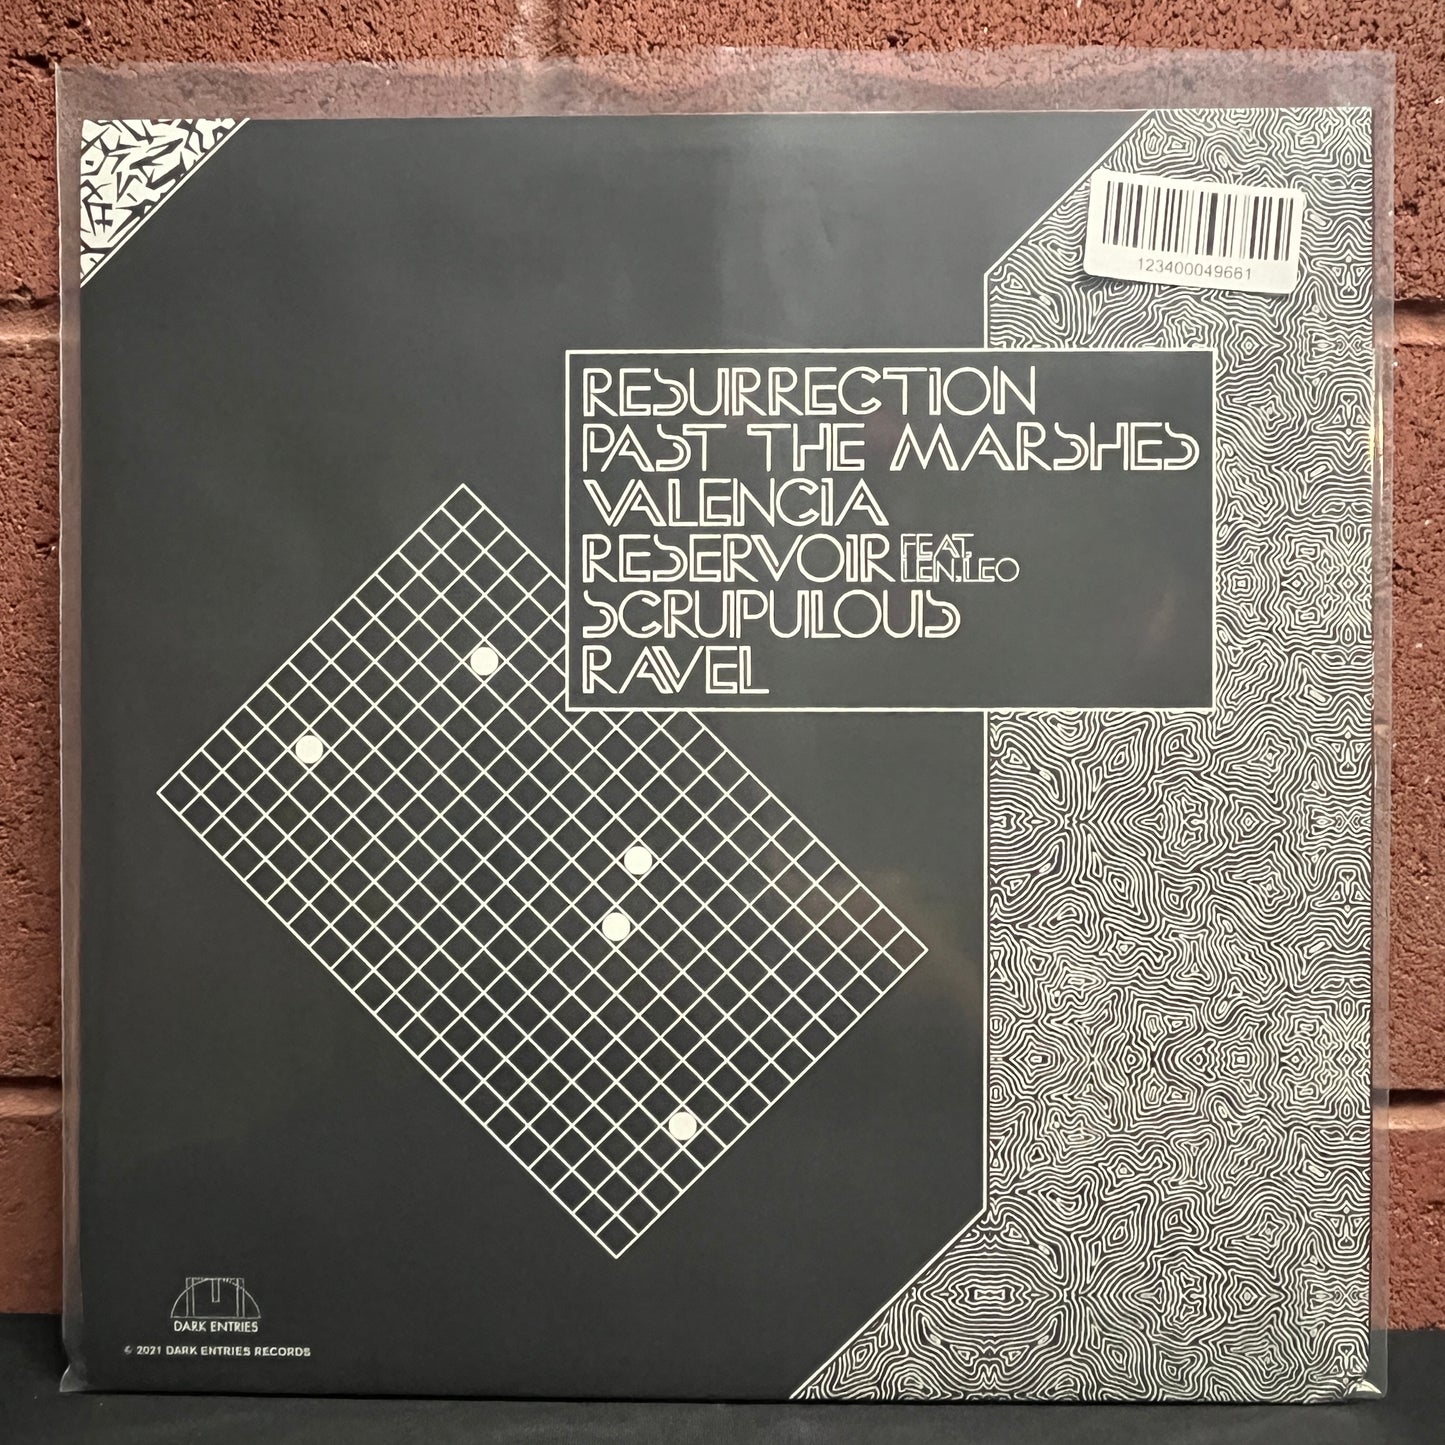 123400049661
RESURRECTION
PAST THE MARSHES
VALENCIA
RESERVOIR FEAT. LEN.LEO
SCRUPULOUS
RAVEL
DARK ENTRIES
© 2021 DARK ENTRIES RECORDS